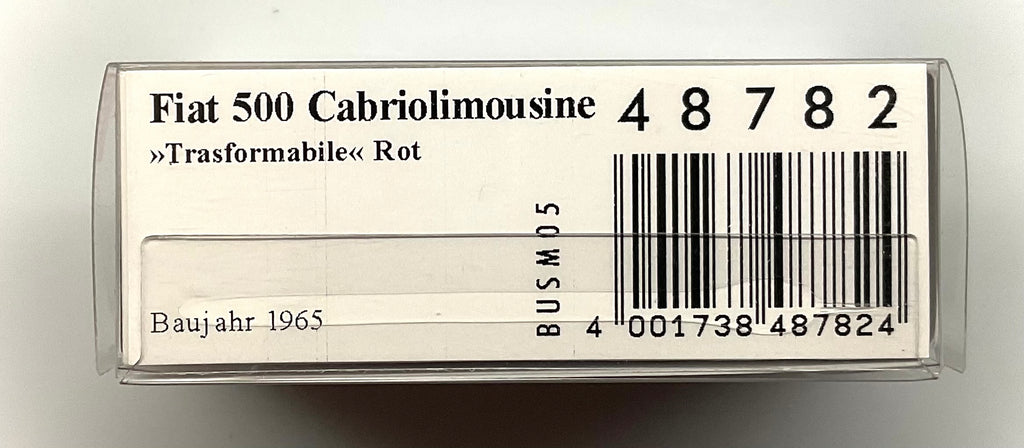 Fiat 500 Cabriolimousine
»Trasformabile« Rot
Baujahr 1965
BUSM05
48782
4 001738 487824